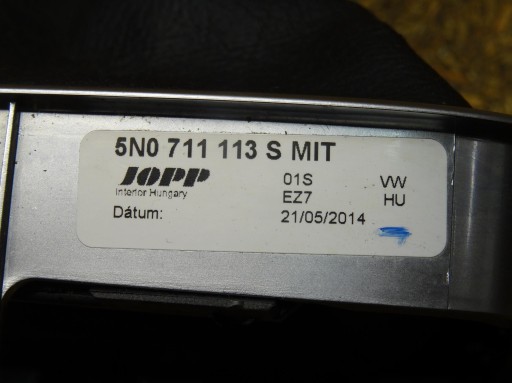 5N0 711 113 S MIT
JOPP 01S VW
Interior Hungary EZ7 HU
Dátum: 21/05/2014